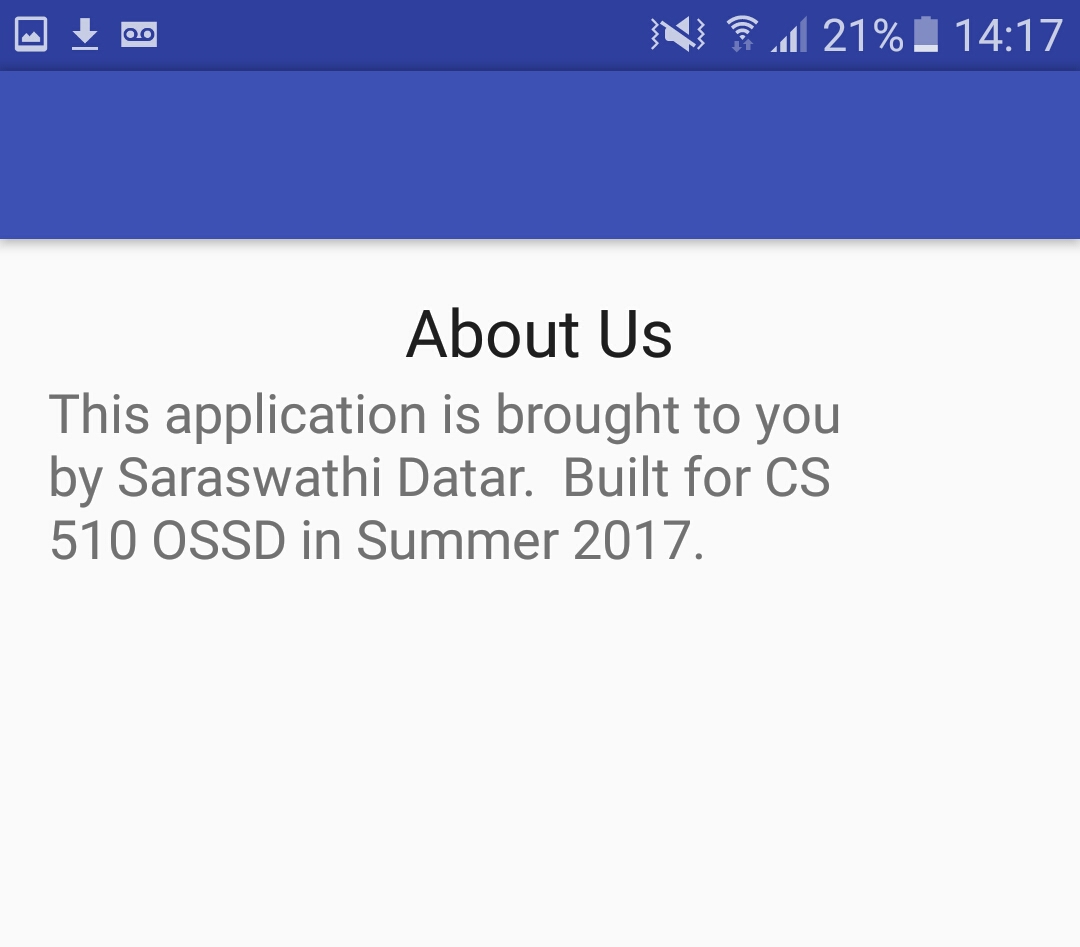 21% 14:17
About Us
This application is brought to you
by Saraswathi Datar.  Built for CS
510 OSSD in Summer 2017.